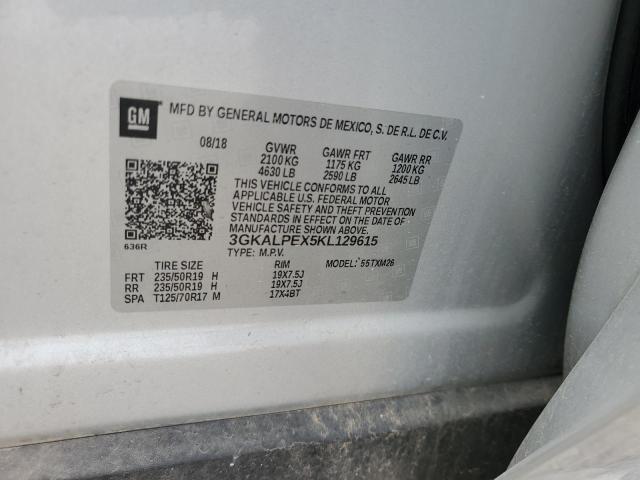 GM MFD BY GENERAL MOTORS DE MEXICO, S. DE R.L. DE C.V.
08/18 GVWR GAWR FRT GAWR RR
2100 KG 1175 KG 1200 KG
4630 LB 2590 LB 2645 LB
THIS VEHICLE CONFORMS TO ALL
APPLICABLE U.S. FEDERAL MOTOR
VEHICLE SAFETY AND THEFT PREVENTION
STANDARDS IN EFFECT ON THE DATE
OF MANUFACTURE SHOWN ABOVE.
636R
3GKALPEX5KL129615
TYPE: M.P.V. MODEL: 55TXM26
TIRE SIZE RIM
FRT 235/50R19 H 19X7.5J
RR 235/50R19 H 19X7.5J
SPA T125/70R17 M 17X4BT